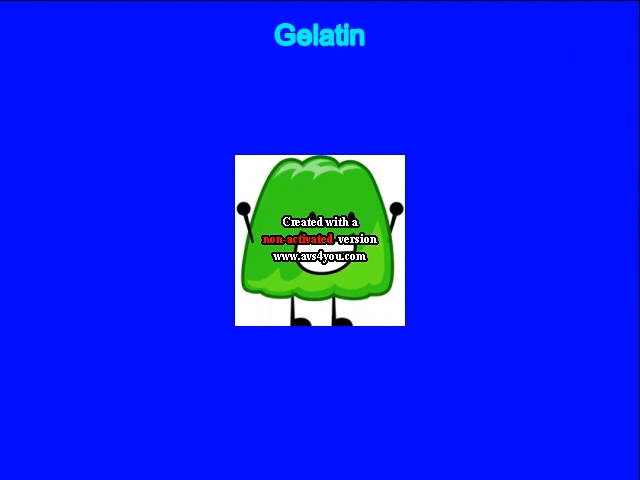 Gelatin
Created with a
non-activated version
www.avs4you.com